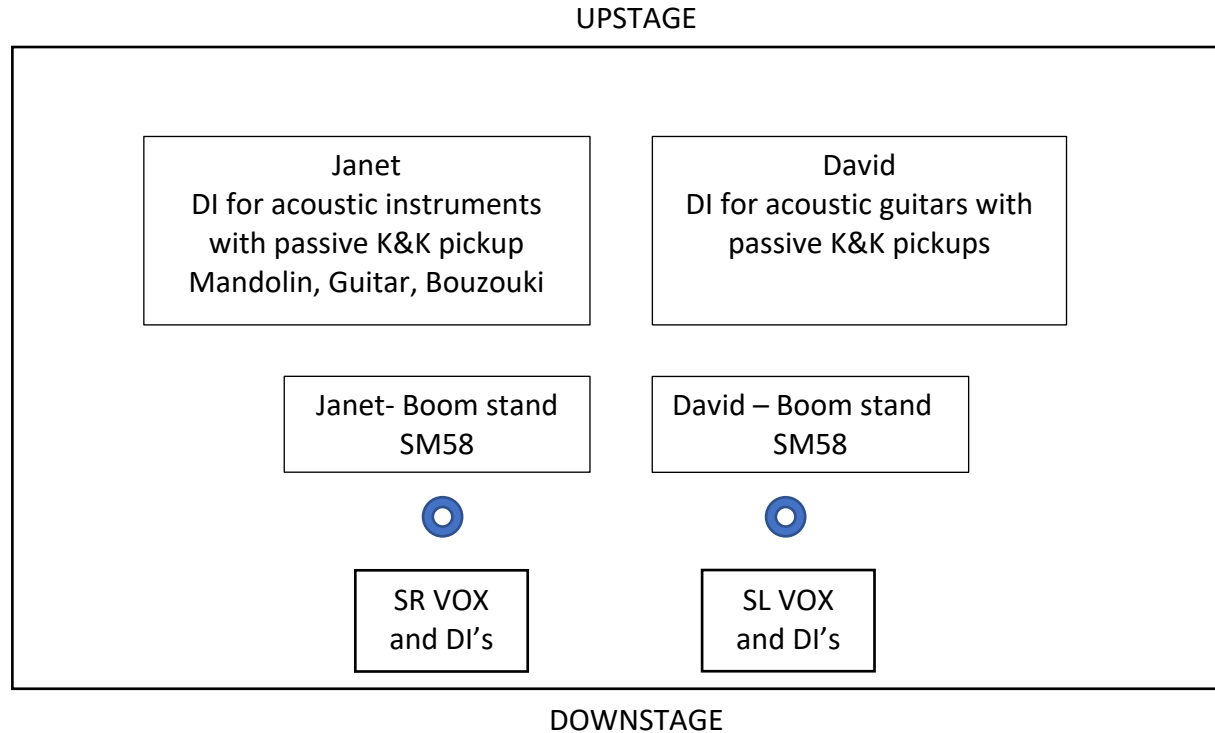 UPSTAGE
Janet
DI for acoustic instruments
with passive K&K pickup
Mandolin, Guitar, Bouzouki
David
DI for acoustic guitars with
passive K&K pickups
Janet- Boom stand
SM58
David – Boom stand
SM58
SR VOX
and DI’s
SL VOX
and DI’s
DOWNSTAGE